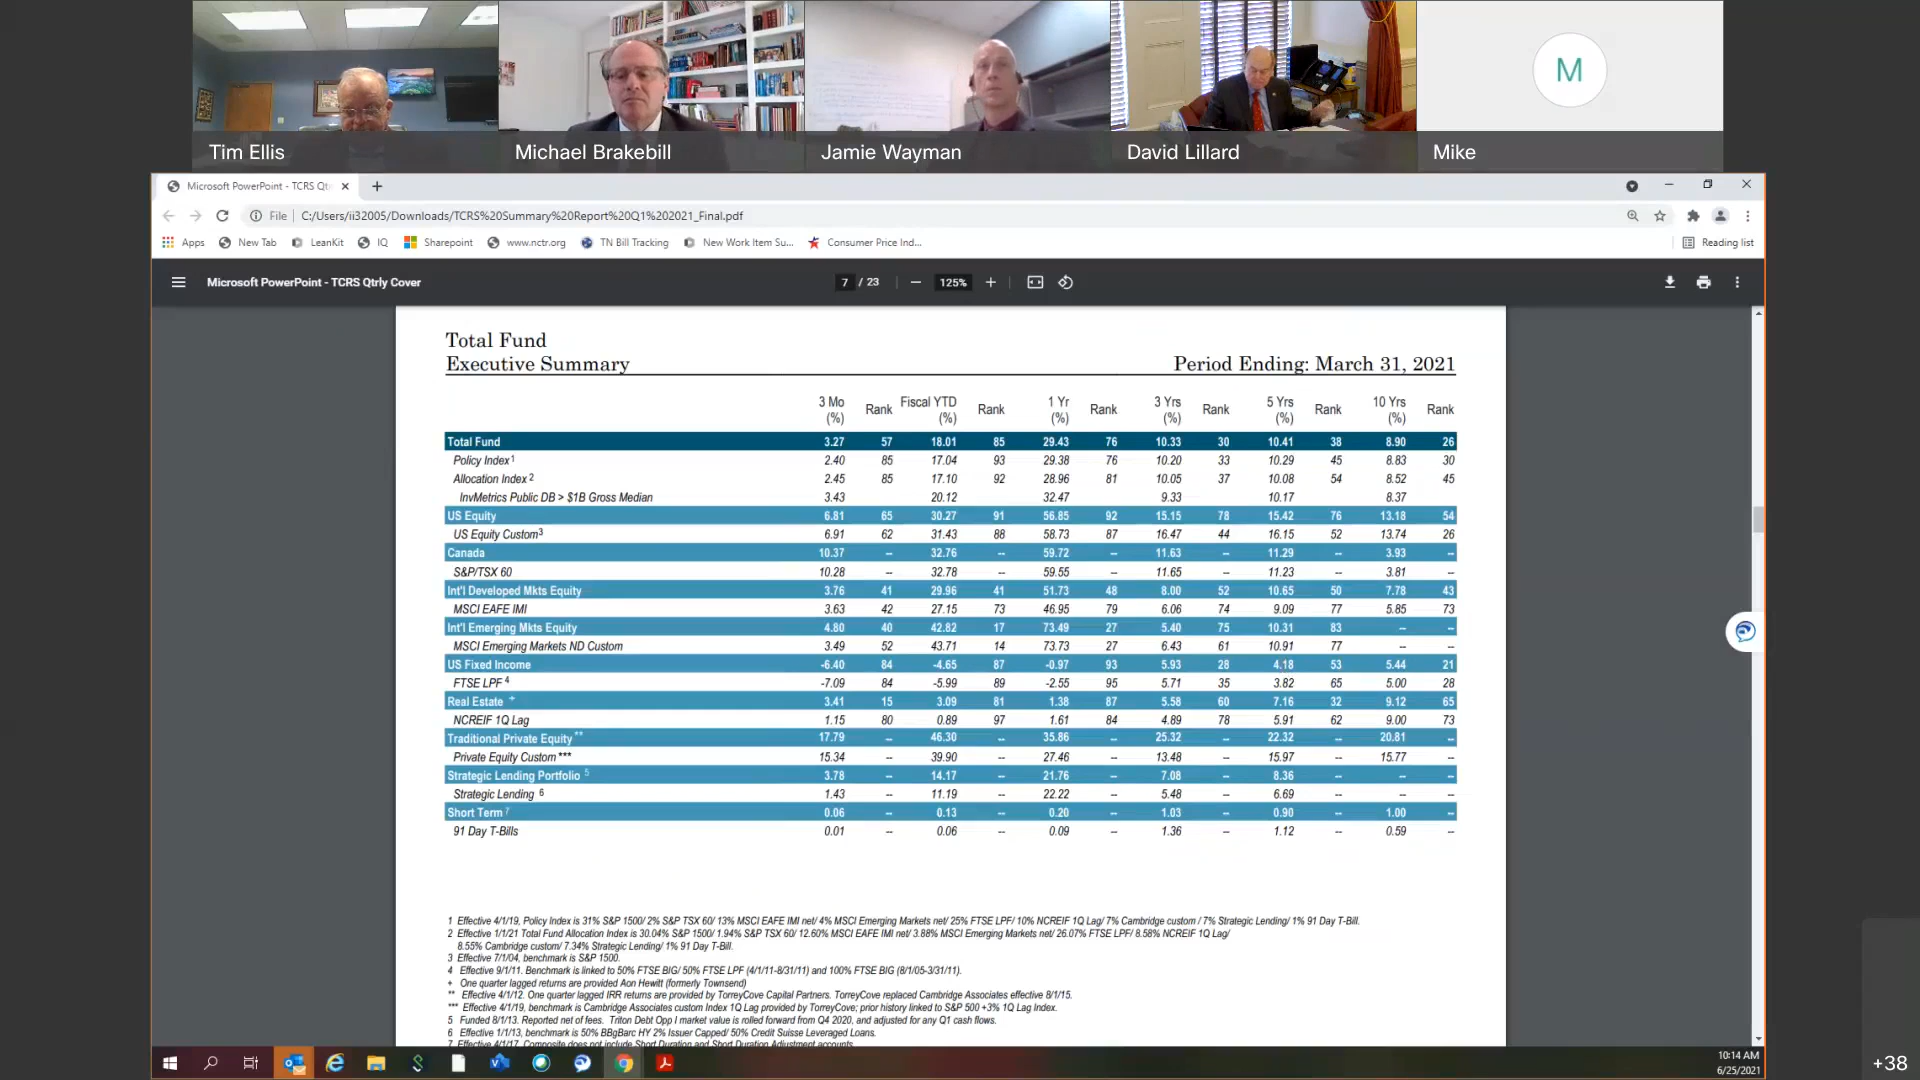 M
Tim Ellis
Michael Brakebill
Jamie Wayman
David Lillard
Mike
Microsoft PowerPoint - TCRS Qt
File
C:/Users/ii32005/Downloads/TCRS%20Summary%20Report%20Q1%202021_Final.pdf
Apps New Tab LeanKit IQ Sharepoint www.nctr.org TN Bill Tracking New Work Item Su... Consumer Price Ind... Reading list
Microsoft PowerPoint - TCRS Qtrly Cover 7 / 23 125%
Total Fund
Executive Summary Period Ending: March 31, 2021
3 Mo (%) Rank Fiscal YTD (%) Rank 1 Yr (%) Rank 3 Yrs (%) Rank 5 Yrs (%) Rank 10 Yrs (%) Rank
Total Fund 3.27 57 18.01 85 29.43 76 10.33 30 10.41 38 8.90 26
Policy Index 1 2.40 85 17.04 93 29.38 76 10.20 33 10.29 45 8.83 30
Allocation Index 2 2.45 85 17.10 92 28.96 81 10.05 37 10.08 54 8.52 45
InvMetrics Public DB > $1B Gross Median 3.43 20.12 32.47 9.33 10.17 8.37
US Equity 6.81 65 30.27 91 56.85 92 15.15 78 15.42 76 13.18 54
US Equity Custom3 6.91 62 31.43 88 58.73 87 16.47 44 16.15 52 13.74 26
Canada 10.37 -- 32.76 -- 59.72 -- 11.63 -- 11.29 -- 3.93 --
S&P/TSX 60 10.28 -- 32.78 -- 59.55 -- 11.65 -- 11.23 -- 3.81 --
Int'l Developed Mkts Equity 3.76 41 29.96 41 51.73 48 8.00 52 10.65 50 7.78 43
MSCI EAFE IMI 3.63 42 27.15 73 46.95 79 6.06 74 9.09 77 5.85 73
Int'l Emerging Mkts Equity 4.80 40 42.82 17 73.49 27 5.40 75 10.31 83 -- --
MSCI Emerging Markets ND Custom 3.49 52 43.71 14 73.73 27 6.43 61 10.91 77 -- --
US Fixed Income -6.40 84 -4.65 87 -0.97 93 5.93 28 4.18 53 5.44 21
FTSE LPF 4 -7.09 84 -5.99 89 -2.55 95 5.71 35 3.82 65 5.00 28
Real Estate + 3.41 15 3.09 81 1.38 87 5.58 60 7.16 32 9.12 65
NCREIF 1Q Lag 1.15 80 0.89 97 1.61 84 4.89 78 5.91 62 9.00 73
Traditional Private Equity ** 17.79 -- 46.30 -- 35.86 -- 25.32 -- 22.32 -- 20.81 --
Private Equity Custom *** 15.34 -- 39.90 -- 27.46 -- 13.48 -- 15.97 -- 15.77 --
Strategic Lending Portfolio 5 3.78 -- 14.17 -- 21.76 -- 7.08 -- 8.36 -- -- --
Strategic Lending 6 1.43 -- 11.19 -- 22.22 -- 5.48 -- 6.69 -- -- --
Short Term 7 0.06 -- 0.13 -- 0.20 -- 1.03 -- 0.90 -- 1.00 --
91 Day T-Bills 0.01 -- 0.06 -- 0.09 -- 1.36 -- 1.12 -- 0.59 --
1 Effective 4/1/19, Policy Index is 31% S&P 1500/ 2% S&P TSX 60/ 13% MSCI EAFE IMI net/ 4% MSCI Emerging Markets net/ 25% FTSE LPF/ 10% NCREIF 1Q Lag/ 7% Cambridge custom / 7% Strategic Lending/ 1% 91 Day T-Bill.
2 Effective 1/1/21 Total Fund Allocation Index is 30.04% S&P 1500/ 1.94% S&P TSX 60/ 12.60% MSCI EAFE IMI net/ 3.88% MSCI Emerging Markets net/ 26.07% FTSE LPF/ 8.58% NCREIF 1Q Lag/
8.55% Cambridge custom/ 7.34% Strategic Lending/ 1% 91 Day T-Bill.
3 Effective 7/1/04, benchmark is S&P 1500.
4 Effective 9/1/11. Benchmark is linked to 50% FTSE BIG/ 50% FTSE LPF (4/1/11-8/31/11) and 100% FTSE BIG (8/1/05-3/31/11).
+ One quarter lagged returns are provided Aon Hewitt (formerly Townsend)
** Effective 4/1/12. One quarter lagged IRR returns are provided by TorreyCove Capital Partners. TorreyCove replaced Cambridge Associates effective 8/1/15.
*** Effective 4/1/19, benchmark is Cambridge Associates custom Index 1Q Lag provided by TorreyCove; prior history linked to S&P 500 +3% 1Q Lag Index.
5 Funded 8/1/13. Reported net of fees. Triton Debt Opp I market value is rolled forward from Q4 2020, and adjusted for any Q1 cash flows.
6 Effective 1/1/13, benchmark is 50% BBgBarc HY 2% Issuer Capped/ 50% Credit Suisse Leveraged Loans.
7 Effective 4/1/17, Composite does not include Short Duration and Short Duration Adjustment accounts.
10:14 AM
6/25/2021
+38